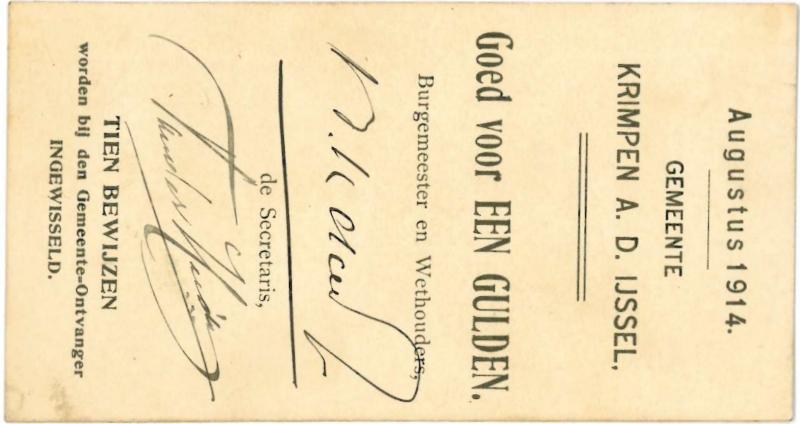 Augustus 1914.
GEMEENTE
KRIMPEN A. D. IJSSEL,
Goed voor EEN GULDEN.
Burgemeester en Wethouders,
de Secretaris,
TIEN BEWIJZEN
worden bij den Gemeente-Ontvanger
INGEWISSELD.